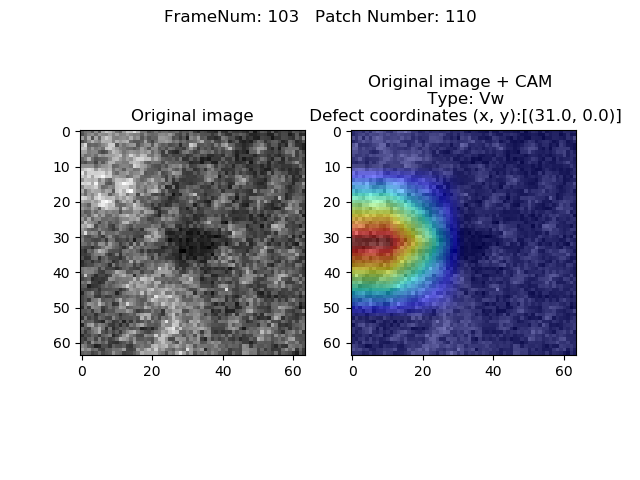 FrameNum: 103   Patch Number: 110
Original image
Original image + CAM
Type: Vw
Defect coordinates (x, y):[(31.0, 0.0)]
0
10
20
30
40
50
60
0 20 40 60
0
10
20
30
40
50
60
0 20 40 60